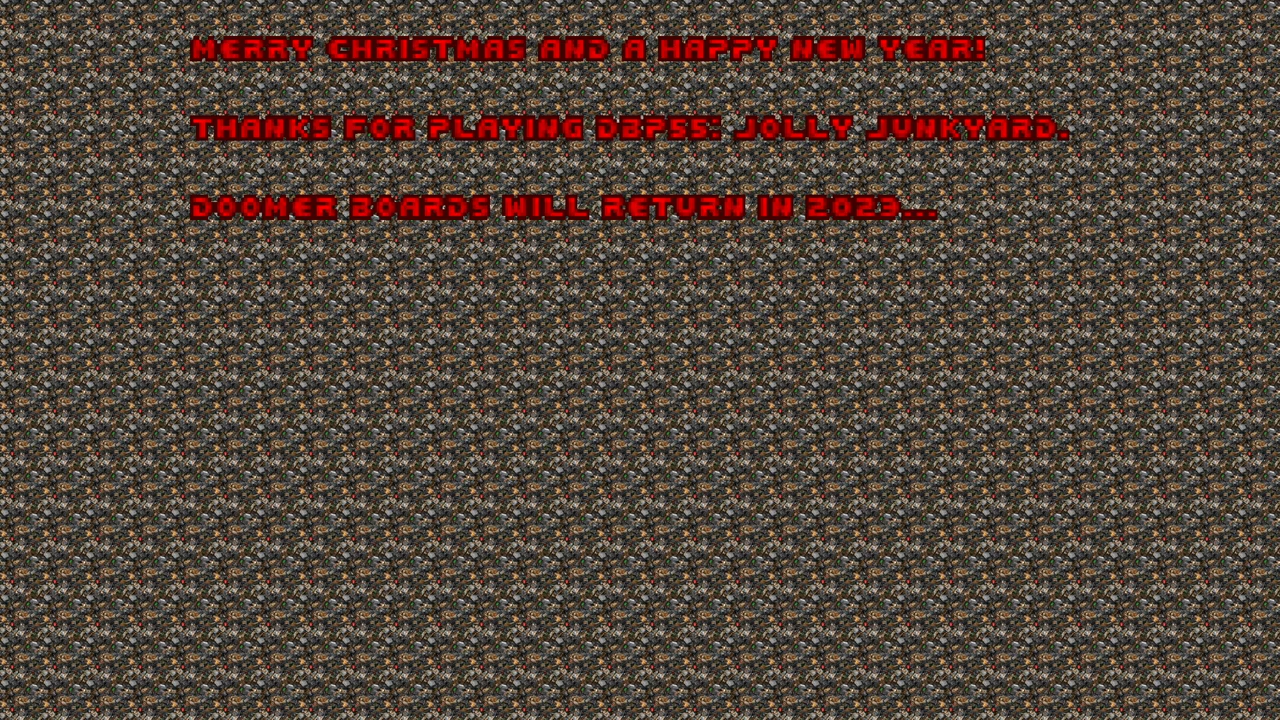 MERRY CHRISTMAS AND A HAPPY NEW YEAR!
THANKS FOR PLAYING DBP55: JOLLY JUNKYARD.
DOOMER BOARDS WILL RETURN IN 2023...